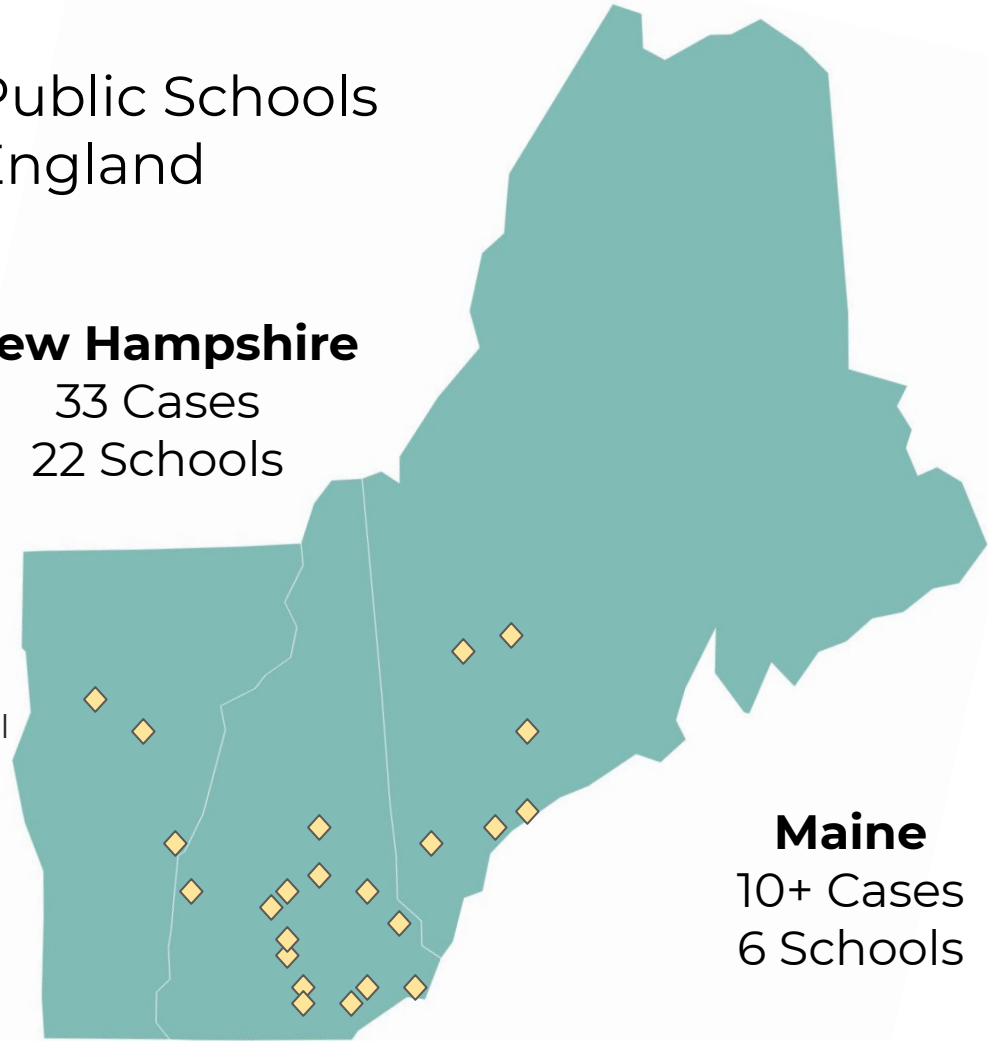 Public Schools
England
ew Hampshire
33 Cases
22 Schools
l
Maine
10+ Cases
6 Schools